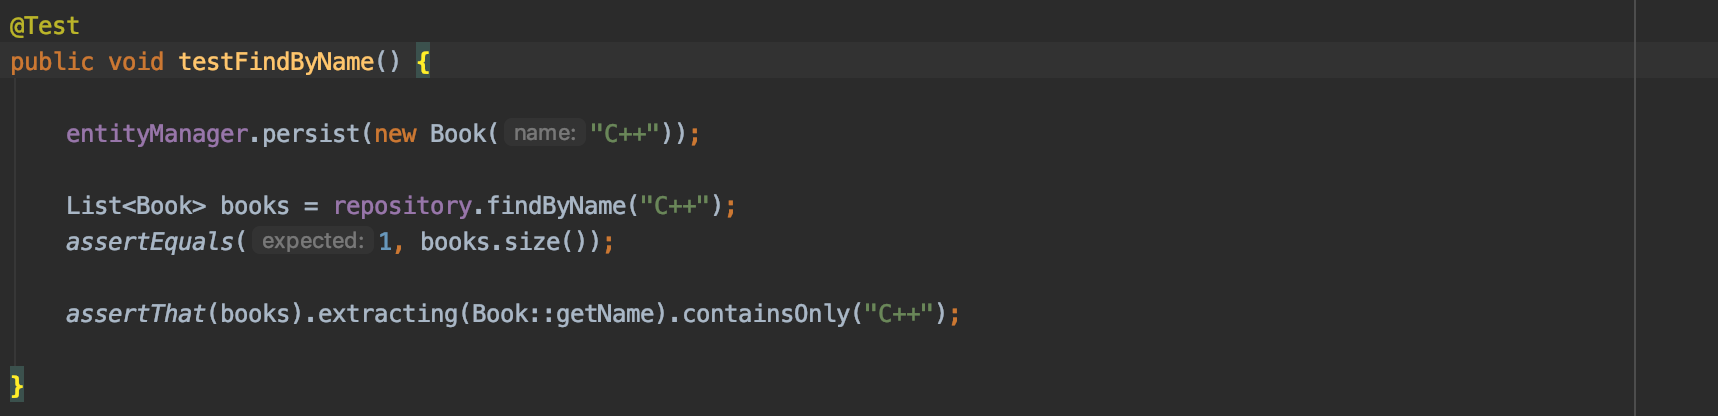 @Test
public void testFindByName() {
entityManager.persist(new Book( name: "C++"));
List<Book> books = repository.findByName("C++");
assertEquals( expected: 1, books.size());
assertThat(books).extracting(Book::getName).containsOnly("C++");
}